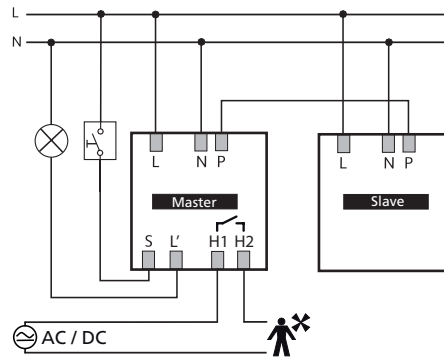 L
N
L N P
L N P
Master
Slave
S L' H1 H2
AC / DC